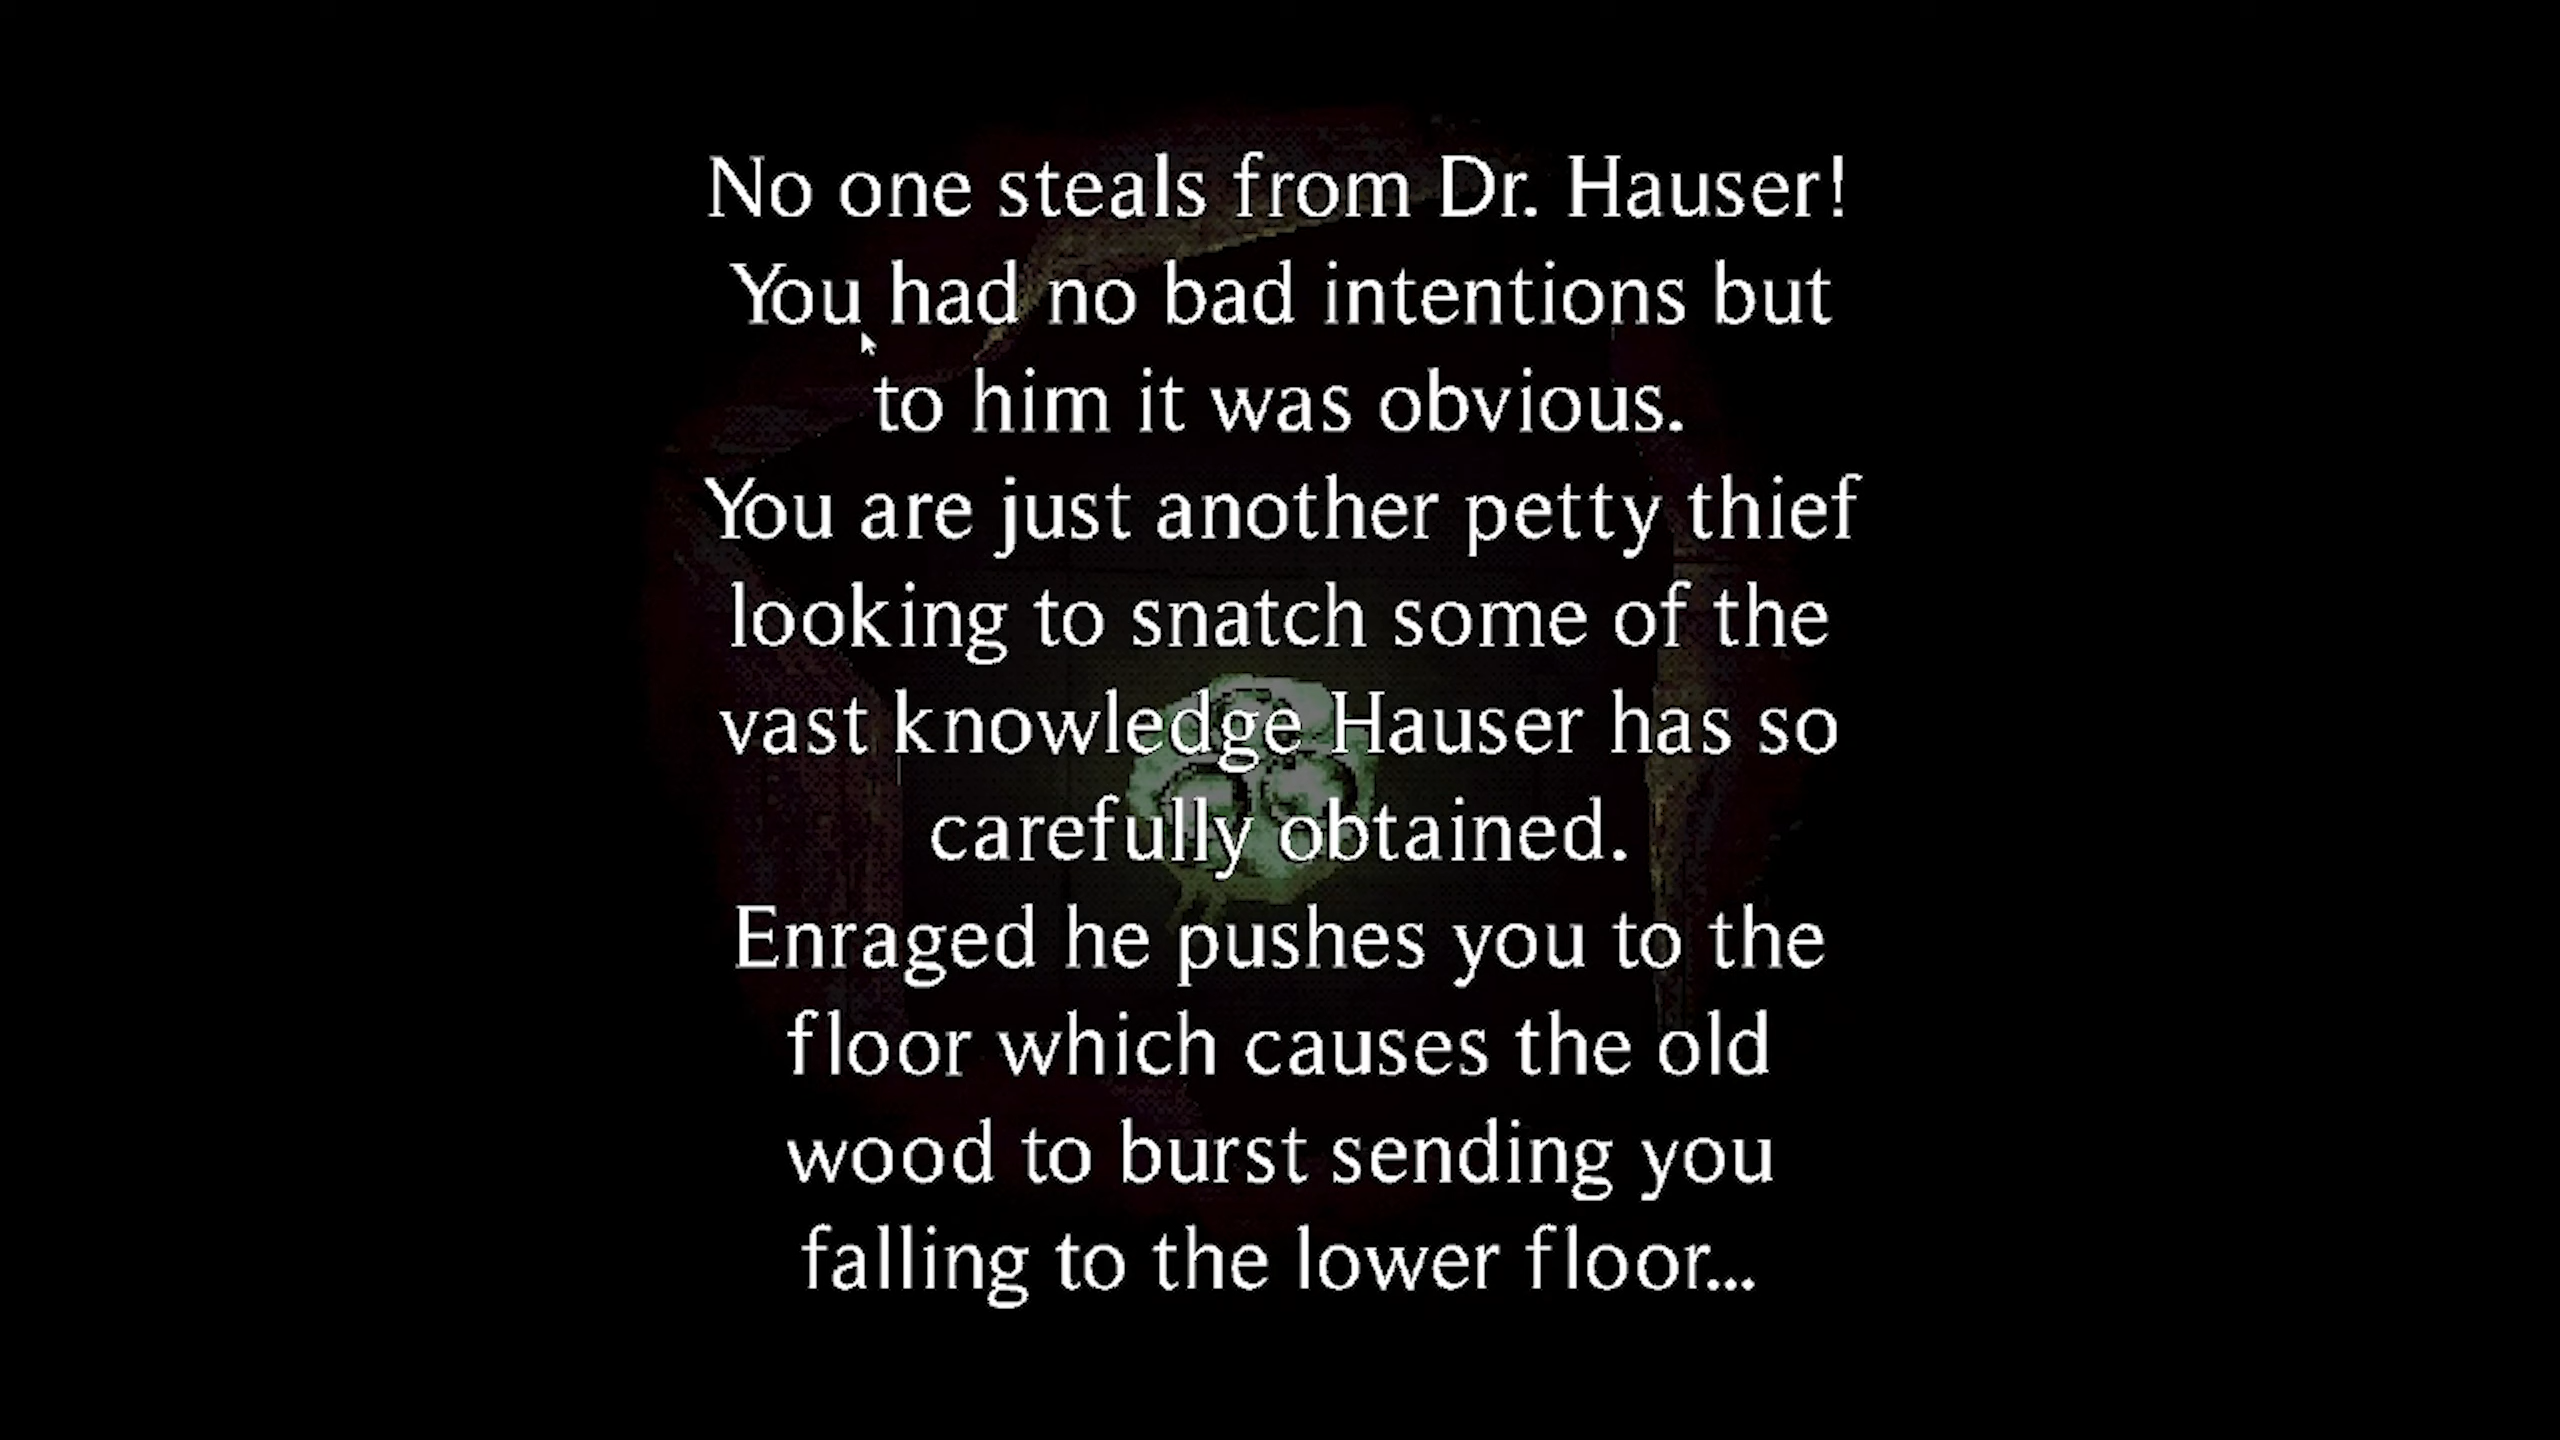 No one steals from Dr. Hauser!
You had no bad intentions but
to him it was obvious.
You are just another petty thief
looking to snatch some of the
vast knowledge Hauser has so
carefully obtained.
Enraged he pushes you to the
floor which causes the old
wood to burst sending you
falling to the lower floor...